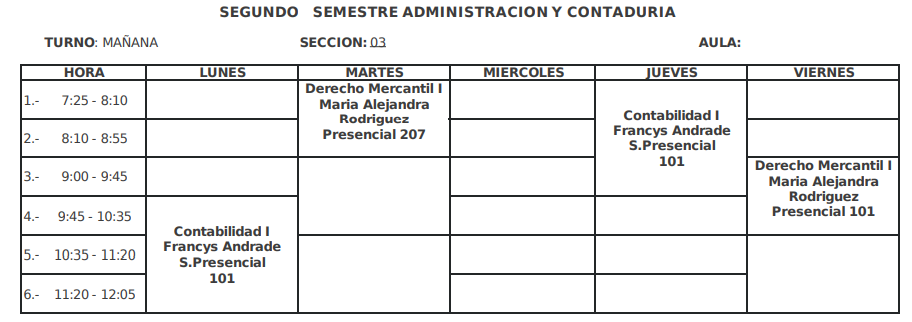 SEGUNDO SEMESTRE ADMINISTRACION Y CONTADURIA
TURNO: MAÑANA SECCION: 03 AULA:
HORA LUNES MARTES MIERCOLES JUEVES VIERNES
1.- 7:25 - 8:10
2.- 8:10 - 8:55
3.- 9:00 - 9:45
4.- 9:45 - 10:35
5.- 10:35 - 11:20
6.- 11:20 - 12:05
Contabilidad I
Francys Andrade
S.Presencial
101
Derecho Mercantil I
Maria Alejandra
Rodriguez
Presencial 207
Contabilidad I
Francys Andrade
S.Presencial
101
Derecho Mercantil I
Maria Alejandra
Rodriguez
Presencial 101